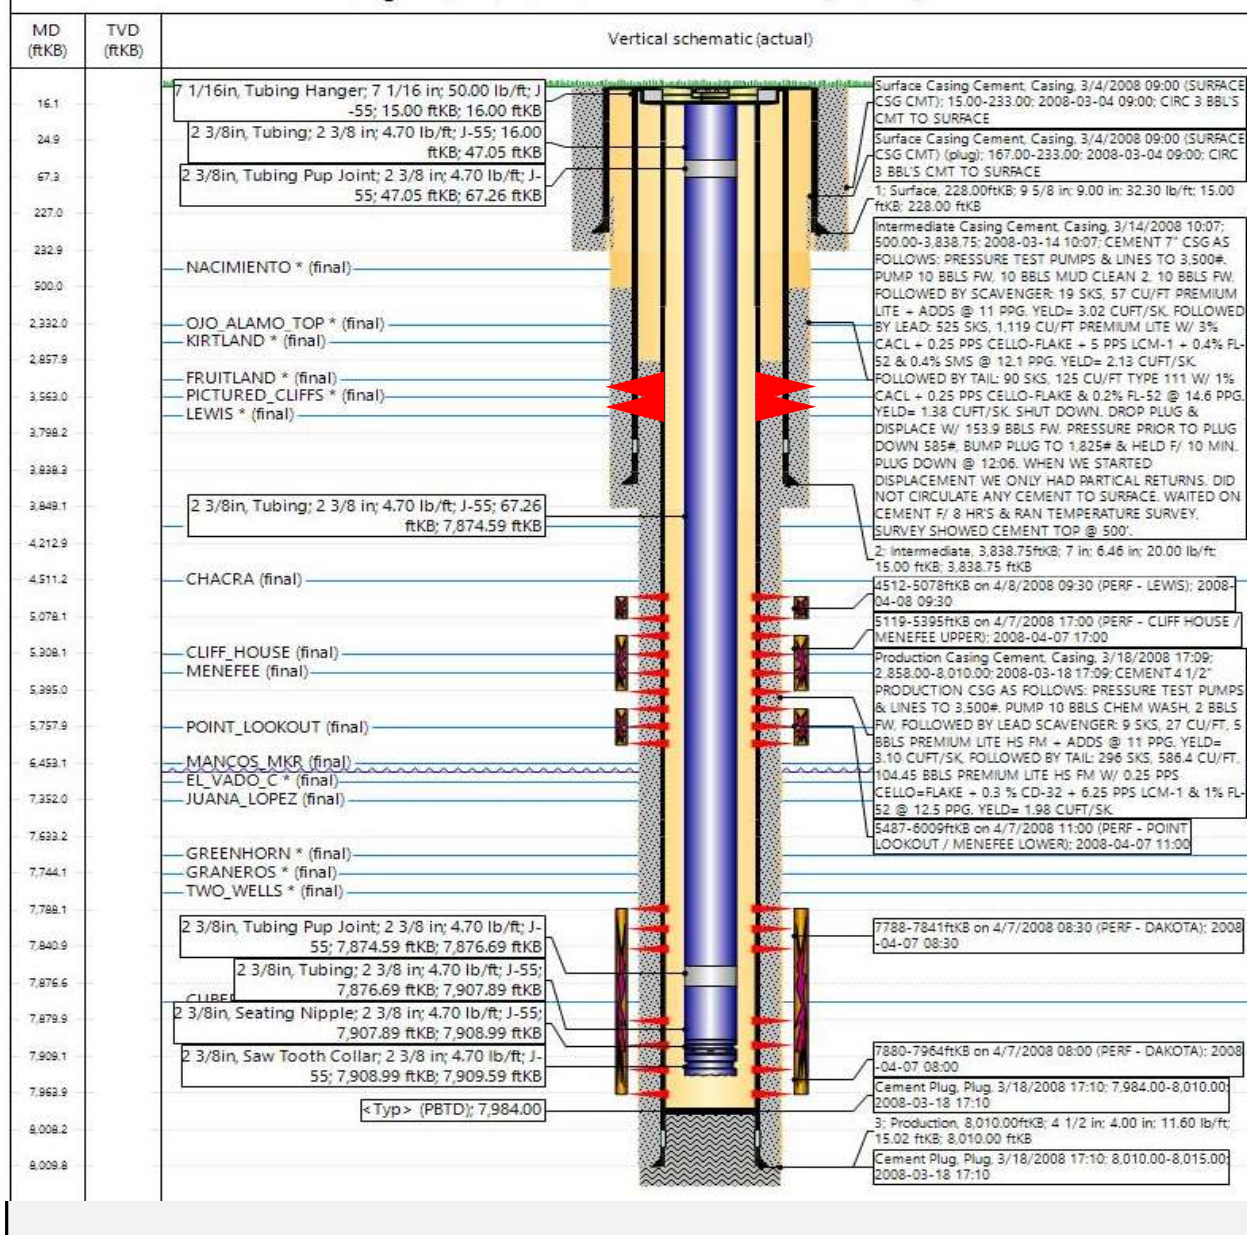 MD
(ftKB)
TVD
(ftKB)
Vertical schematic (actual)
16.1
24.9
67.3
227.0
232.9
500.0
2,332.0
2,857.9
3,563.0
3,798.2
3,838.3
3,849.1
4,212.9
4,511.2
5,078.1
5,308.1
5,395.0
5,757.9
6,453.1
7,352.0
7,633.2
7,744.1
7,788.1
7,840.9
7,876.6
7,879.9
7,909.1
7,963.9
8,008.2
8,009.8
7 1/16in, Tubing Hanger; 7 1/16 in; 50.00 lb/ft; J
-55; 15.00 ftKB; 16.00 ftKB
2 3/8in, Tubing; 2 3/8 in; 4.70 lb/ft; J-55; 16.00
ftKB; 47.05 ftKB
2 3/8in, Tubing Pup Joint; 2 3/8 in; 4.70 lb/ft; J-
55; 47.05 ftKB; 67.26 ftKB
NACIMIENTO * (final)
OJO_ALAMO_TOP * (final)
KIRTLAND * (final)
FRUITLAND * (final)
PICTURED_CLIFFS * (final)
LEWIS * (final)
2 3/8in, Tubing; 2 3/8 in; 4.70 lb/ft; J-55; 67.26
ftKB; 7,874.59 ftKB
CHACRA (final)
CLIFF_HOUSE (final)
MENEFEE (final)
POINT_LOOKOUT (final)
MANCOS_MKR (final)
EL_VADO_C * (final)
JUANA_LOPEZ (final)
GREENHORN * (final)
GRANEROS * (final)
TWO_WELLS * (final)
2 3/8in, Tubing Pup Joint; 2 3/8 in; 4.70 lb/ft; J-
55; 7,874.59 ftKB; 7,876.69 ftKB
2 3/8in, Tubing; 2 3/8 in; 4.70 lb/ft; J-55;
7,876.69 ftKB; 7,907.89 ftKB
2 3/8in, Seating Nipple; 2 3/8 in; 4.70 lb/ft; J-55;
7,907.89 ftKB; 7,908.99 ftKB
2 3/8in, Saw Tooth Collar; 2 3/8 in; 4.70 lb/ft; J-
55; 7,908.99 ftKB; 7,909.59 ftKB
<Typ> (PBTD); 7,984.00
Surface Casing Cement, Casing, 3/4/2008 09:00 (SURFACE
CSG CMT); 15.00-233.00; 2008-03-04 09:00; CIRC 3 BBL'S
CMT TO SURFACE
Surface Casing Cement, Casing, 3/4/2008 09:00 (SURFACE
CSG CMT) (plug); 167.00-233.00; 2008-03-04 09:00; CIRC
3 BBL'S CMT TO SURFACE
1; Surface, 228.00ftKB; 9 5/8 in; 9.00 in; 32.30 lb/ft; 15.00
ftKB; 228.00 ftKB
Intermediate Casing Cement, Casing, 3/14/2008 10:07;
500.00-3,838.75; 2008-03-14 10:07; CEMENT 7" CSG AS
FOLLOWS: PRESSURE TEST PUMPS & LINES TO 3,500#,
PUMP 10 BBLS FW, 10 BBLS MUD CLEAN 2, 10 BBLS FW,
FOLLOWED BY SCAVENGER: 19 SKS, 57 CU/FT PREMIUM
LITE + ADDS @ 11 PPG. YELD= 3.02 CUFT/SK. FOLLOWED
BY LEAD: 525 SKS, 1,119 CU/FT PREMIUM LITE W/ 3%
CACL + 0.25 PPS CELLO-FLAKE + 5 PPS LCM-1 + 0.4% FL-
52 & 0.4% SMS @ 12.1 PPG. YELD= 2.13 CUFT/SK.
FOLLOWED BY TAIL: 90 SKS, 125 CU/FT TYPE 111 W/ 1%
CACL + 0.25 PPS CELLO-FLAKE & 0.2% FL-52 @ 14.6 PPG.
YELD= 1.38 CUFT/SK. SHUT DOWN. DROP PLUG &
DISPLACE W/ 153.9 BBLS FW. PRESSURE PRIOR TO PLUG
DOWN 585#, BUMP PLUG TO 1,825# & HELD F/ 10 MIN.
PLUG DOWN @ 12:06. WHEN WE STARTED
DISPLACEMENT WE ONLY HAD PARTICAL RETURNS. DID
NOT CIRCULATE ANY CEMENT TO SURFACE. WAITED ON
CEMENT F/ 8 HR'S & RAN TEMPERATURE SURVEY,
SURVEY SHOWED CEMENT TOP @ 500'.
2; Intermediate, 3,838.75ftKB; 7 in; 6.46 in; 20.00 lb/ft;
15.00 ftKB; 3,838.75 ftKB
4512-5078ftKB on 4/8/2008 09:30 (PERF - LEWIS); 2008-
04-08 09:30
5119-5395ftKB on 4/7/2008 17:00 (PERF - CLIFF HOUSE /
MENEFEE UPPER); 2008-04-07 17:00
Production Casing Cement, Casing, 3/18/2008 17:09;
2,858.00-8,010.00; 2008-03-18 17:09; CEMENT 4 1/2"
PRODUCTION CSG AS FOLLOWS: PRESSURE TEST PUMPS
& LINES TO 3,500#. PUMP 10 BBLS CHEM WASH, 2 BBLS
FW, FOLLOWED BY LEAD SCAVENGER: 9 SKS, 27 CU/FT, 5
BBLS PREMIUM LITE HS FM + ADDS @ 11 PPG. YELD=
3.10 CUFT/SK, FOLLOWED BY TAIL: 296 SKS, 586.4 CU/FT,
104.45 BBLS PREMIUM LITE HS FM W/ 0.25 PPS
CELLO=FLAKE + 0.3 % CD-32 + 6.25 PPS LCM-1 & 1% FL-
52 @ 12.5 PPG. YELD= 1.98 CUFT/SK.
5487-6009ftKB on 4/7/2008 11:00 (PERF - POINT
LOOKOUT / MENEFEE LOWER); 2008-04-07 11:00
7788-7841ftKB on 4/7/2008 08:30 (PERF - DAKOTA); 2008
-04-07 08:30
7880-7964ftKB on 4/7/2008 08:00 (PERF - DAKOTA); 2008
-04-07 08:00
Cement Plug, Plug, 3/18/2008 17:10; 7,984.00-8,010.00;
2008-03-18 17:10
3; Production, 8,010.00ftKB; 4 1/2 in; 4.00 in; 11.60 lb/ft;
15.02 ftKB; 8,010.00 ftKB
Cement Plug, Plug, 3/18/2008 17:10; 8,010.00-8,015.00;
2008-03-18 17:10